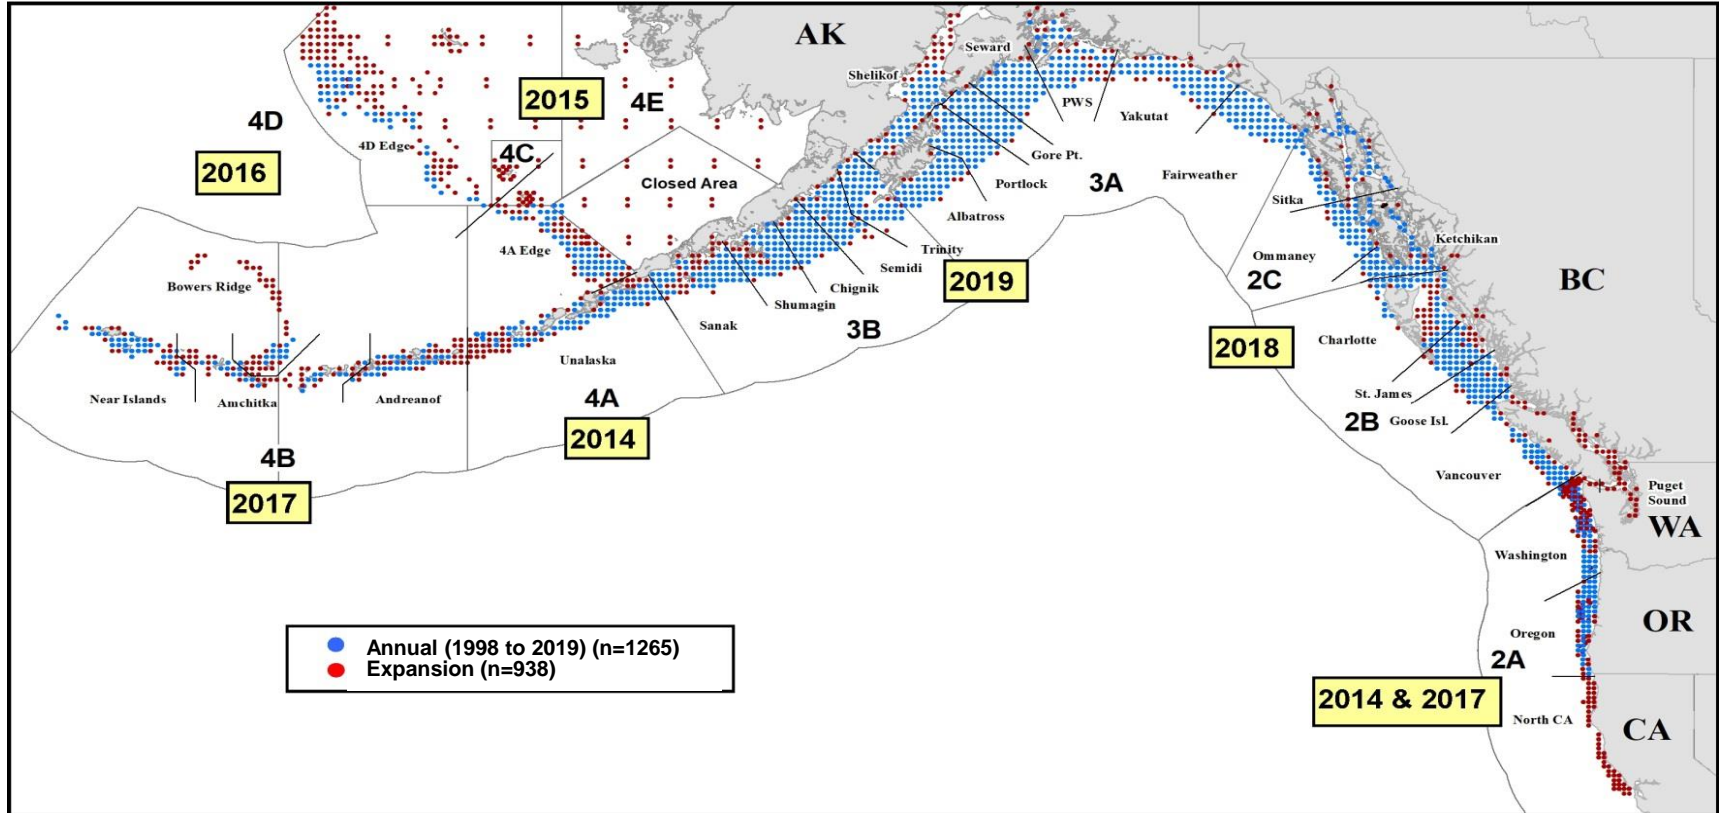 AK
Seward
Shelikof
2015
4E
4D
4D Edge
PWS
Yakutat
4C
2016
Closed Area
Gore Pt.
Portlock
3A
Fairweather
Albatross
Sitka
4A Edge
Trinity
Ketchikan
Semidi
Ommaney
2C
BC
Bowers Ridge
Chignik
2019
Shumagin
Sanak
3B
Charlotte
2018
Unalaska
Near Islands
Amchitka
Andreanof
4A
St. James
2B
Goose Isl.
2014
4B
Vancouver
2017
Puget
Sound
WA
Washington
OR
Oregon
2A
Annual (1998 to 2019) (n=1265)
Expansion (n=938)
2014 & 2017
North CA
CA